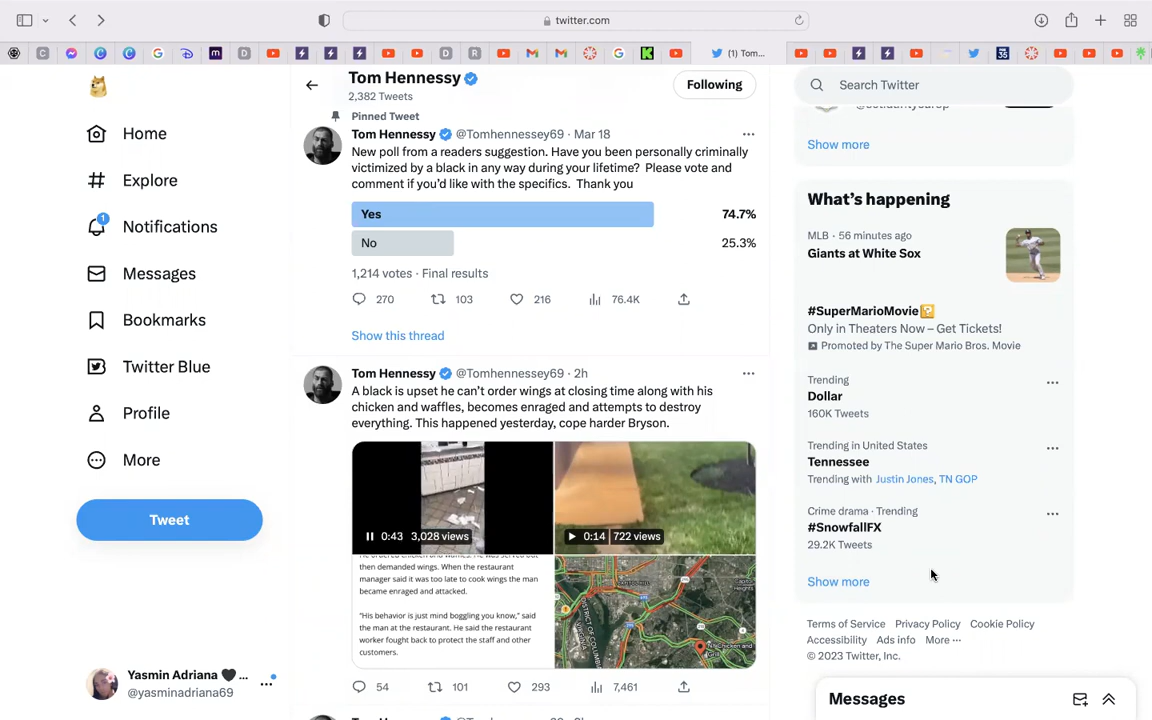 twitter.com
(1) Tom...
Tom Hennessy
2,382 Tweets
Following
Search Twitter
Home
Explore
1
Notifications
Messages
Bookmarks
Twitter Blue
Profile
More
Tweet
Yasmin Adriana 🖤 ...
@yasminadriana69
Pinned Tweet
Tom Hennessy @Tomhennessey69 · Mar 18
New poll from a readers suggestion. Have you been personally criminally
victimized by a black in any way during your lifetime? Please vote and
comment if you'd like with the specifics. Thank you
Yes 74.7%
No 25.3%
1,214 votes · Final results
270 103 216 76.4K
Show this thread
Tom Hennessy @Tomhennessey69 · 2h
A black is upset he can't order wings at closing time along with his
chicken and waffles, becomes enraged and attempts to destroy
everything. This happened yesterday, cope harder Bryson.
0:43 3,028 views
0:14 722 views
then demanded wings. When the restaurant
manager said it was too late to cook wings the man
became enraged and attacked.
"His behavior is just mind boggling you know," said
the man at the restaurant. He said the restaurant
worker fought back to protect the staff and other
customers.
54 101 293 7,461
Show more
What's happening
MLB · 56 minutes ago
Giants at White Sox
#SuperMarioMovie
Only in Theaters Now – Get Tickets!
Promoted by The Super Mario Bros. Movie
Trending
Dollar
160K Tweets
Trending in United States
Tennessee
Trending with Justin Jones, TN GOP
Crime drama · Trending
#SnowfallFX
29.2K Tweets
Show more
Terms of Service Privacy Policy Cookie Policy
Accessibility Ads info More ···
© 2023 Twitter, Inc.
Messages